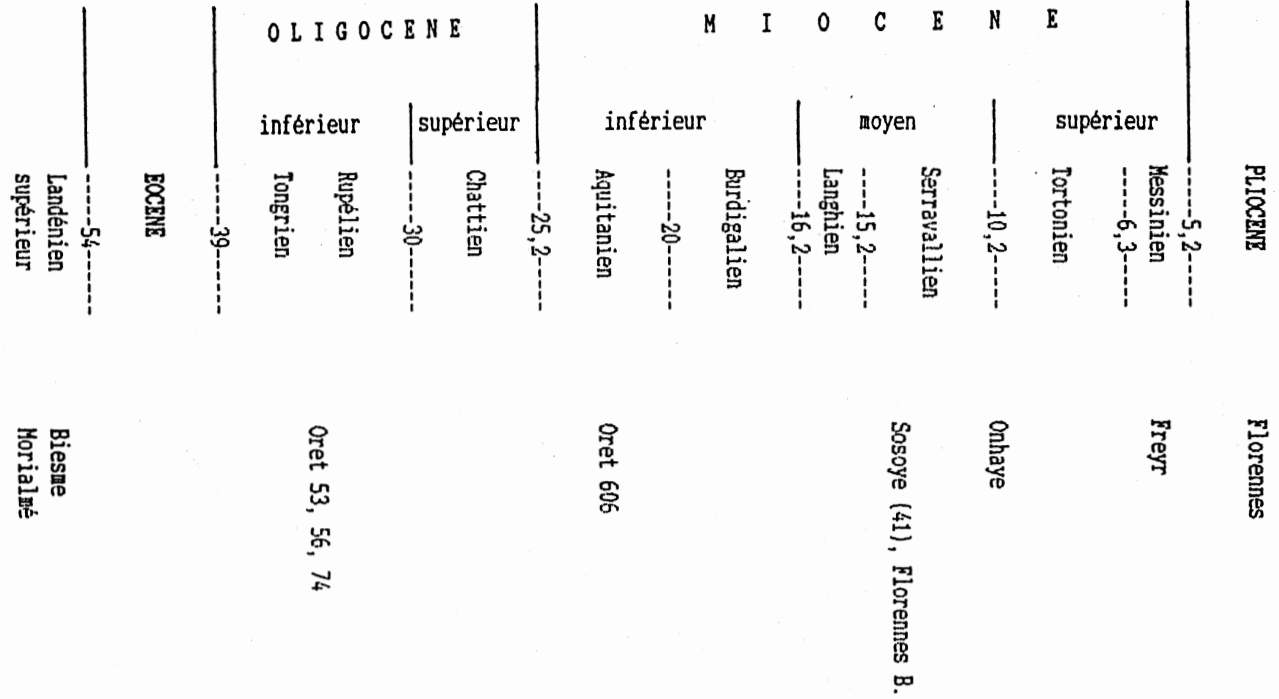 O L I G O C E N E M I O C E N E
inférieur supérieur inférieur moyen supérieur
PLIOCENE Florennes
-----5,2------
Messinien Freyr
-----6,3-----
Tortonien
-----10,2------ Onhaye
Serravallien Sosoye (41), Florennes B.
----15,2------
Langhien
-----16,2------
Burdigalien
-----20------
Aquitanien Oret 606
-----25,2-----
Chattien
------30------
Rupélien Oret 53, 56, 74
Tongrien
------39-------
EOCENE
------54-------
Landénien Biesme
supérieur Morialmé